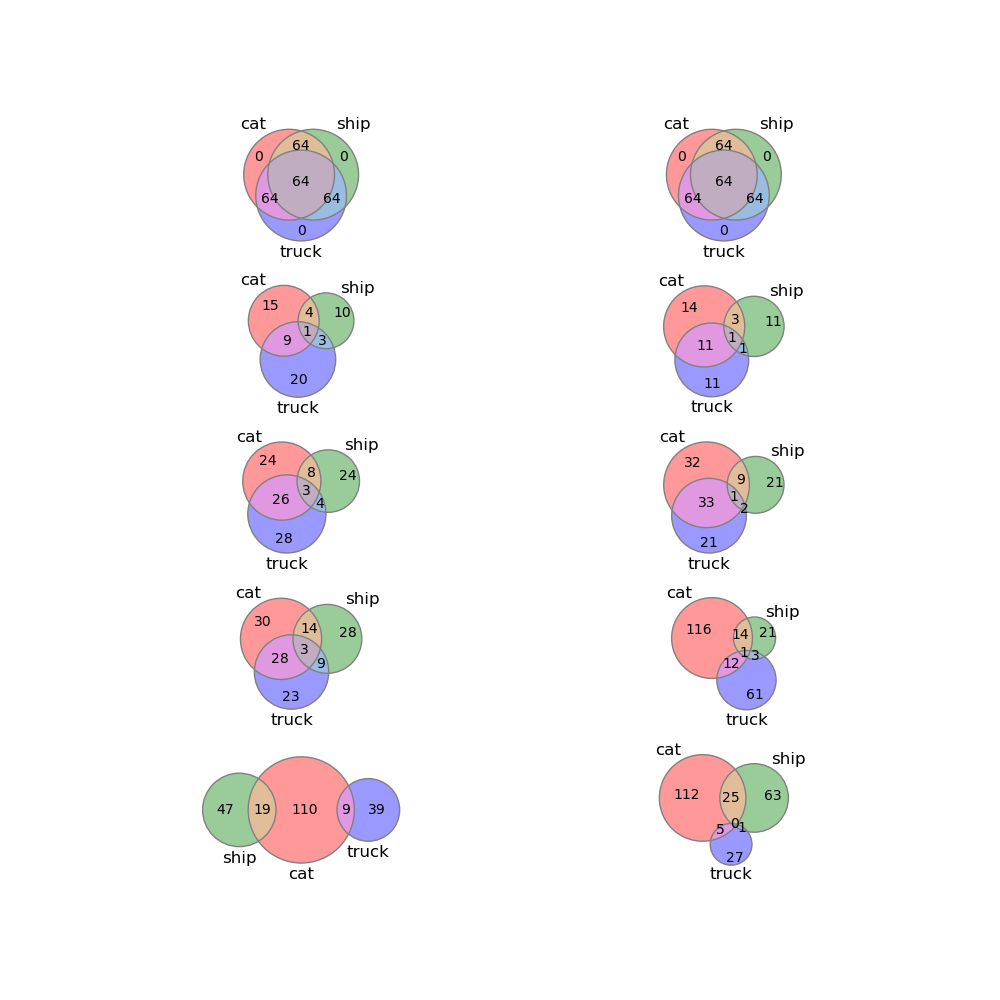 cat ship
0 64 0
64
64 64
0
truck
cat ship
0 64 0
64
64 64
0
truck
cat ship
15 4 10
1
9 3
20
truck
cat ship
14 3 11
1
11 1
11
truck
cat ship
24 8 24
3
26 4
28
truck
cat ship
32 9 21
1
33 2
21
truck
cat ship
30 14 28
3
28 9
23
truck
cat ship
116 14 21
1 3
12
61
truck
47 19 110 9 39
ship truck
cat
cat ship
112 25 63
0 1
5
27
truck